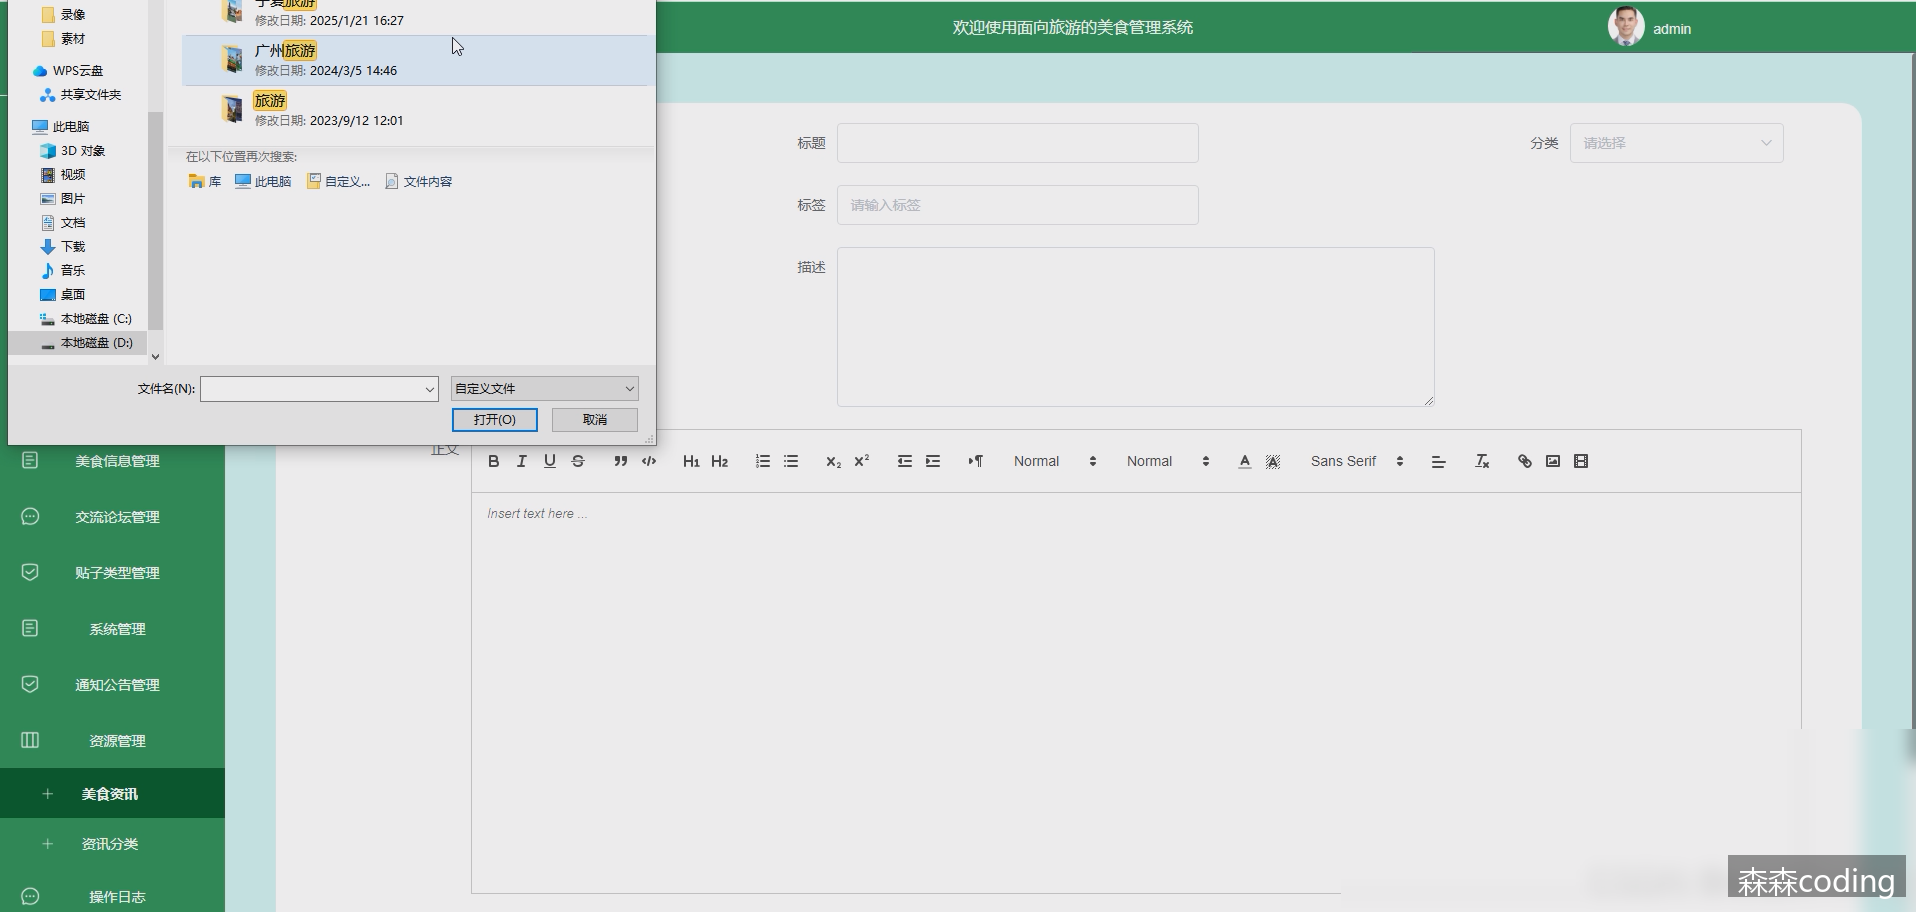 录像
素材
WPS云盘
共享文件夹
此电脑
3D 对象
视频
图片
文档
下载
音乐
桌面
本地磁盘 (C:)
本地磁盘 (D:)
宁夏旅游
修改日期: 2025/1/21 16:27
广州旅游
修改日期: 2024/3/5 14:46
旅游
修改日期: 2023/9/12 12:01
在以下位置再次搜索:
库 此电脑 自定义... 文件内容
文件名(N):
自定义文件
打开(O) 取消
欢迎使用面向旅游的美食管理系统
admin
标题
分类 请选择
标签 请输入标签
描述
正文
B I U S H1 H2 X2 X2 Normal Normal A A Sans Serif Tx
Insert text here ...
美食信息管理
交流论坛管理
贴子类型管理
系统管理
通知公告管理
资源管理
美食资讯
资讯分类
操作日志
森森coding